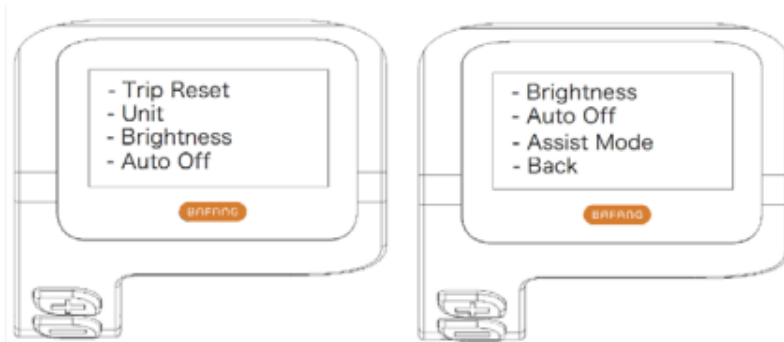 - Trip Reset
- Unit
- Brightness
- Auto Off
BAFANG
- Brightness
- Auto Off
- Assist Mode
- Back
BAFANG